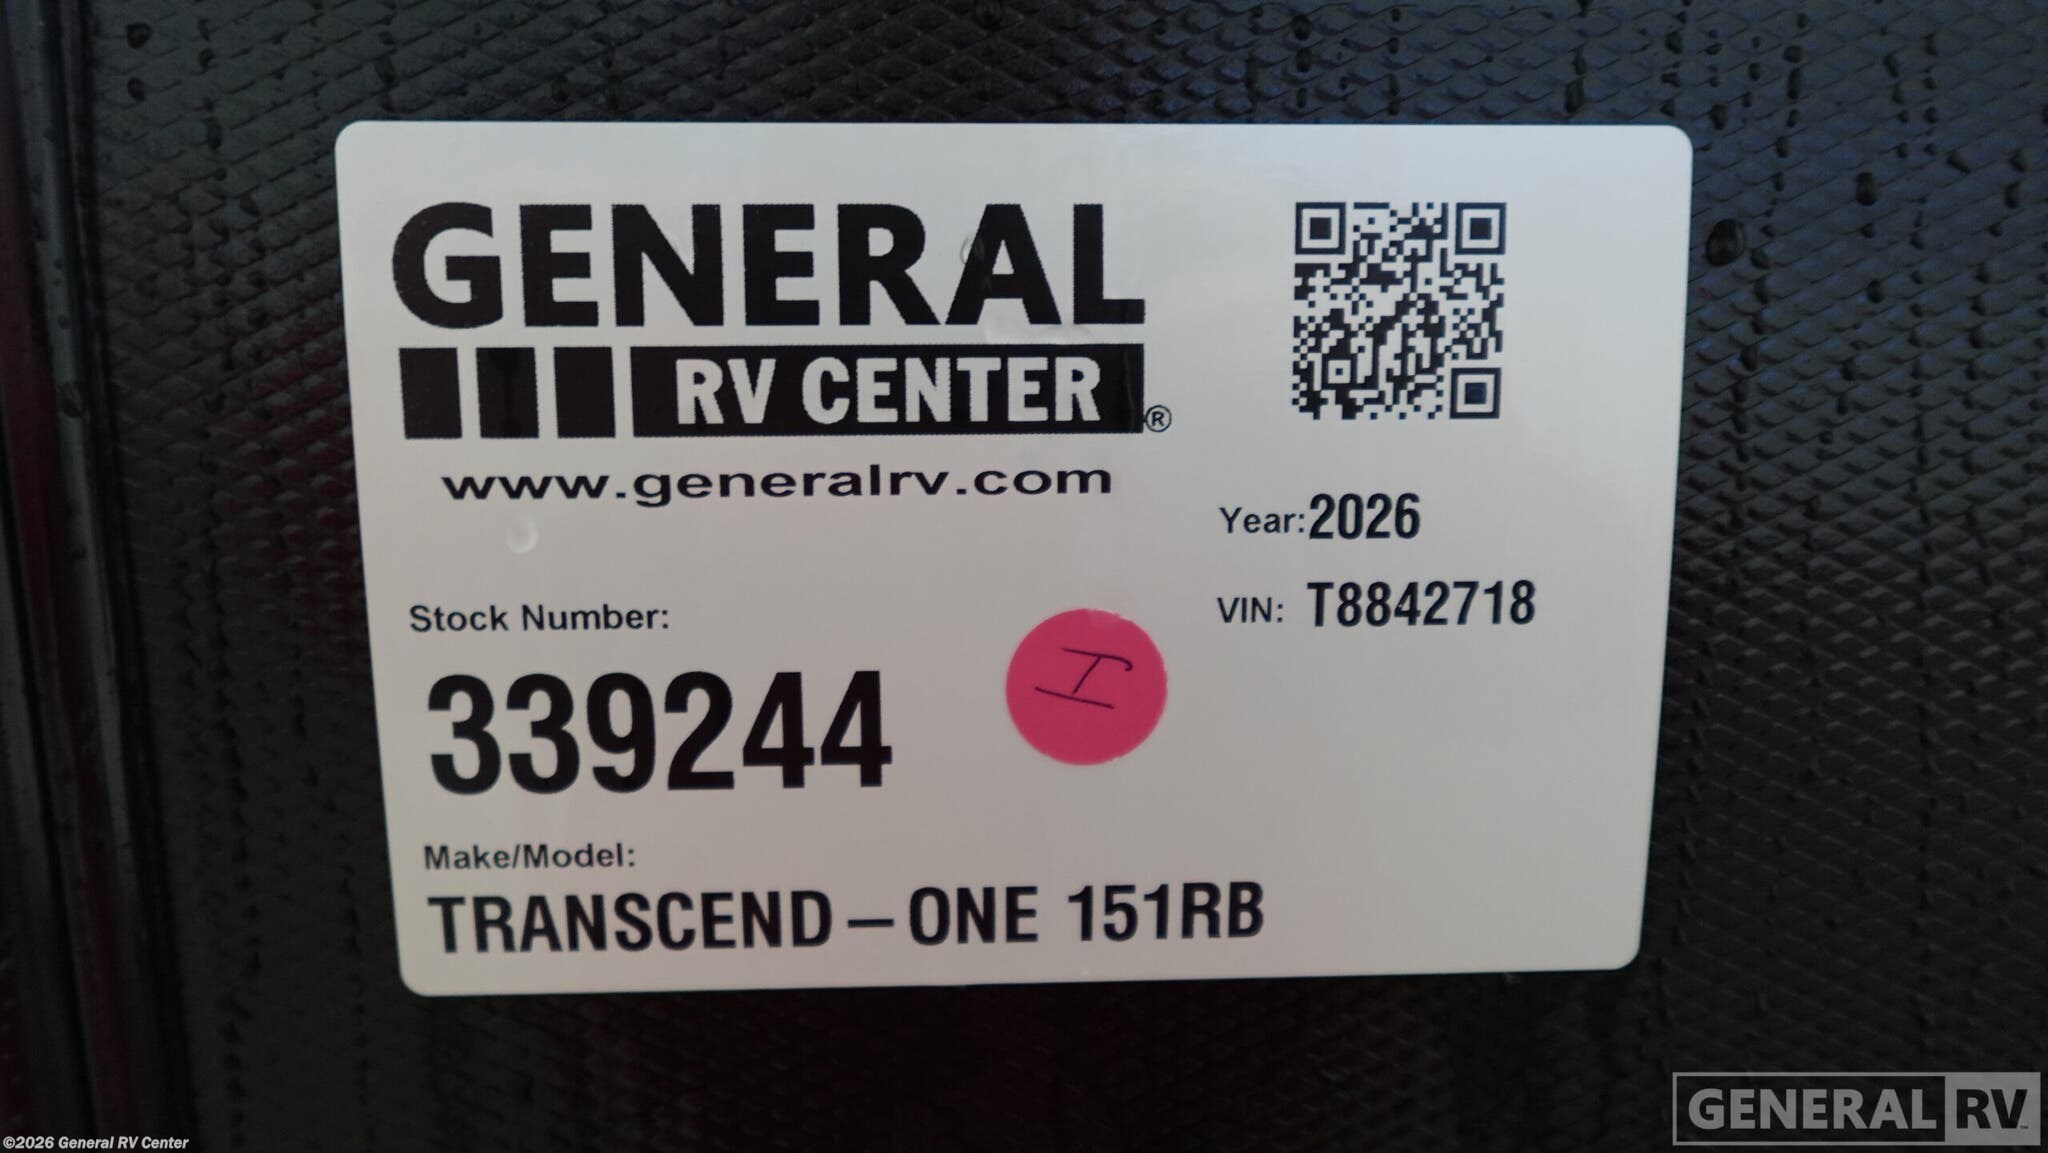 GENERAL
RV CENTER®
www.generalrv.com
Year: 2026
VIN: T8842718
Stock Number:
339244
I
Make/Model:
TRANSCEND – ONE 151RB
©2026 General RV Center
GENERAL RV™